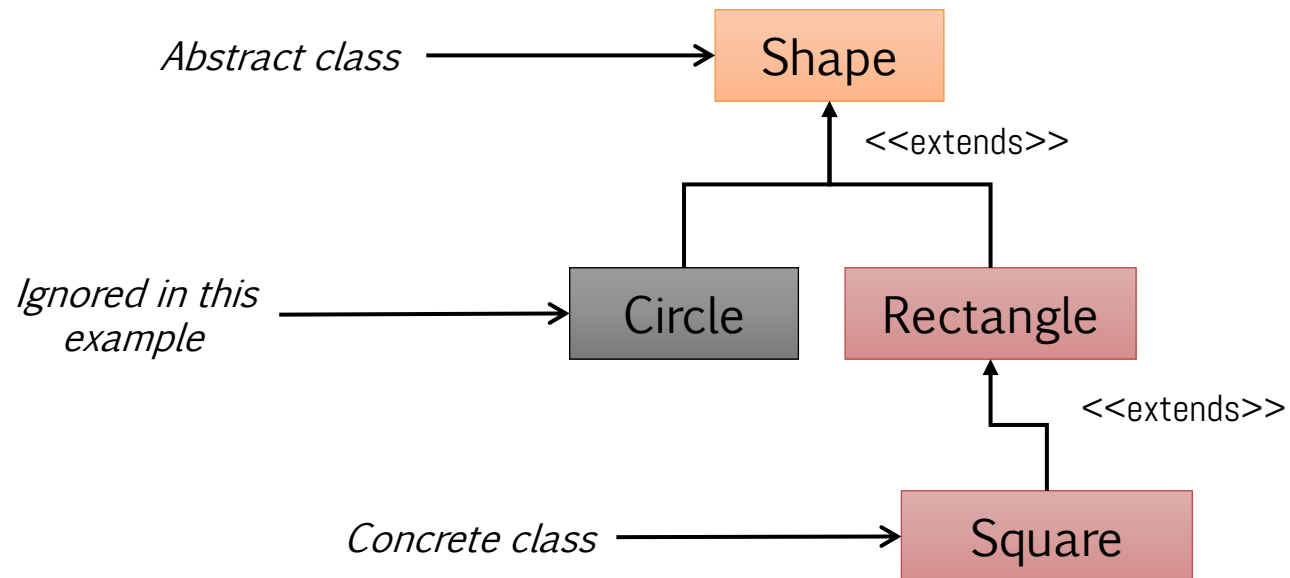 Abstract class
Shape
<<extends>>
Ignored in this
example
Circle
Rectangle
<<extends>>
Concrete class
Square